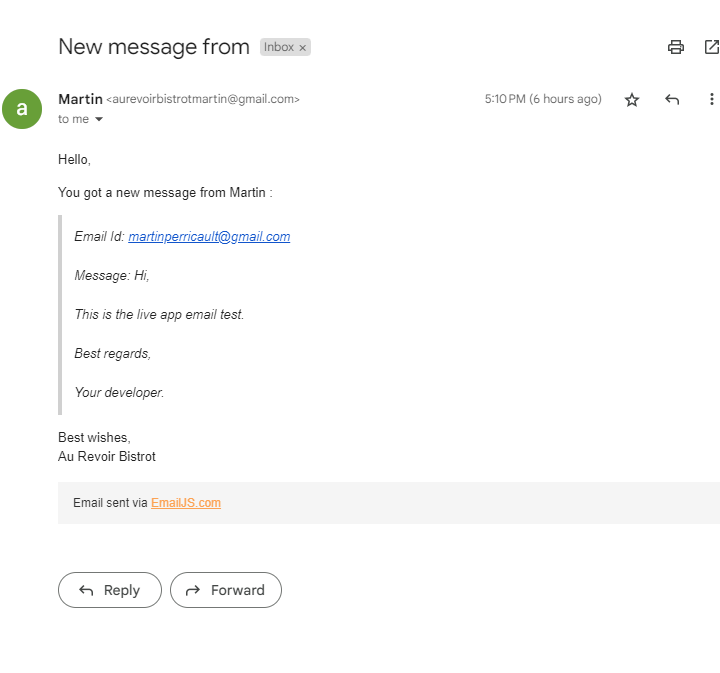 New message from Inbox ×
a
Martin <aurevoirbistrotmartin@gmail.com> 5:10 PM (6 hours ago)
to me
Hello,
You got a new message from Martin :
Email Id: martinperricault@gmail.com
Message: Hi,
This is the live app email test.
Best regards,
Your developer.
Best wishes,
Au Revoir Bistrot
Email sent via EmailJS.com
Reply Forward